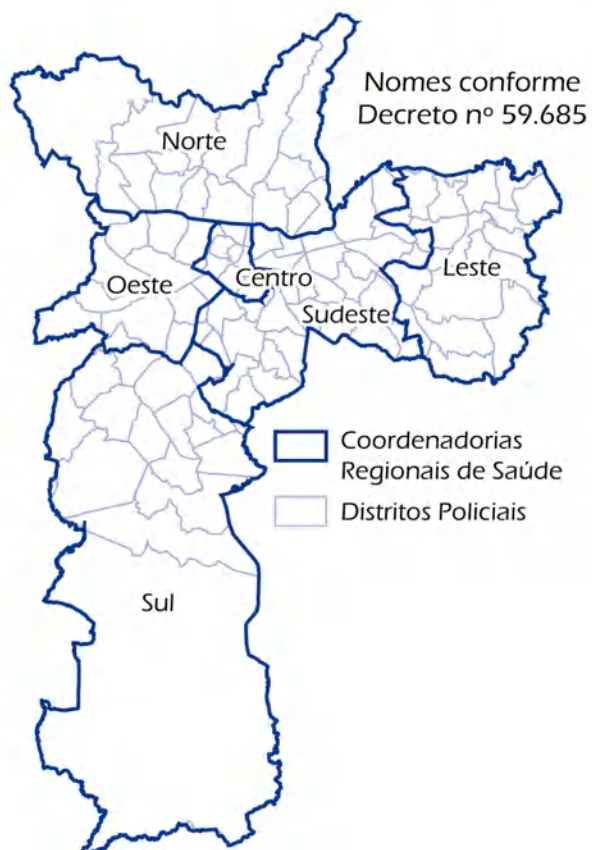 Nomes conforme
Decreto nº 59.685
Norte
Oeste
Centro
Sudeste
Leste
Coordenadorias
Regionais de Saúde
Distritos Policiais
Sul